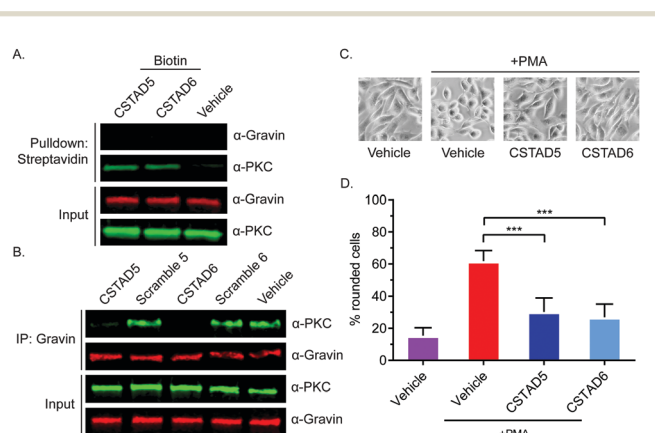 A.
Biotin
CSTAD5
CSTAD6
Vehicle
Pulldown:
Streptavidin
α-Gravin
α-PKC
Input
α-Gravin
α-PKC
B.
CSTAD5
Scramble 5
CSTAD6
Scramble 6
Vehicle
IP: Gravin
α-PKC
α-Gravin
Input
α-PKC
α-Gravin
C.
+PMA
Vehicle
Vehicle
CSTAD5
CSTAD6
D.
% rounded cells
100
80
60
40
20
0
***
***
Vehicle
Vehicle
CSTAD5
CSTAD6
+PMA